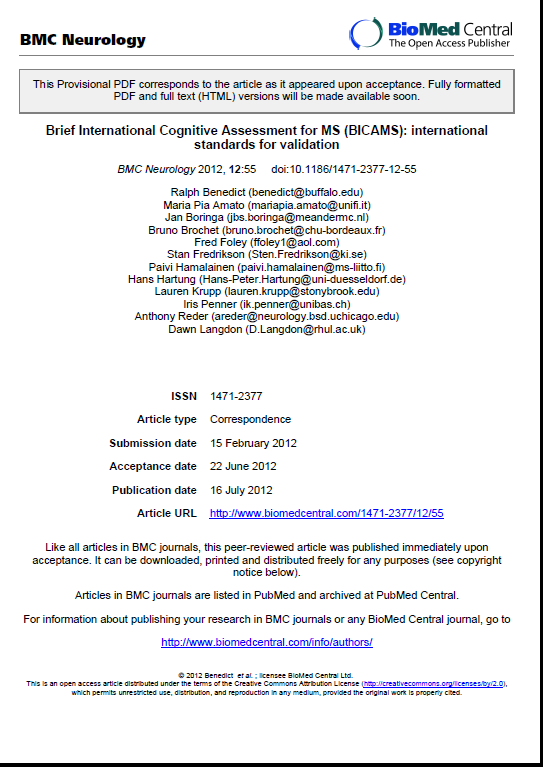 BMC Neurology
BioMed Central
The Open Access Publisher
This Provisional PDF corresponds to the article as it appeared upon acceptance. Fully formatted
PDF and full text (HTML) versions will be made available soon.
Brief International Cognitive Assessment for MS (BICAMS): international
standards for validation
BMC Neurology 2012, 12:55 doi:10.1186/1471-2377-12-55
Ralph Benedict (benedict@buffalo.edu)
Maria Pia Amato (mariapia.amato@unifi.it)
Jan Boringa (jbs.boringa@meandermc.nl)
Bruno Brochet (bruno.brochet@chu-bordeaux.fr)
Fred Foley (ffoley1@aol.com)
Stan Fredrikson (Sten.Fredrikson@ki.se)
Paivi Hamalainen (paivi.hamalainen@ms-liitto.fi)
Hans Hartung (Hans-Peter.Hartung@uni-duesseldorf.de)
Lauren Krupp (lauren.krupp@stonybrook.edu)
Iris Penner (ik.penner@unibas.ch)
Anthony Reder (areder@neurology.bsd.uchicago.edu)
Dawn Langdon (D.Langdon@rhul.ac.uk)
ISSN 1471-2377
Article type Correspondence
Submission date 15 February 2012
Acceptance date 22 June 2012
Publication date 16 July 2012
Article URL http://www.biomedcentral.com/1471-2377/12/55
Like all articles in BMC journals, this peer-reviewed article was published immediately upon
acceptance. It can be downloaded, printed and distributed freely for any purposes (see copyright
notice below).
Articles in BMC journals are listed in PubMed and archived at PubMed Central.
For information about publishing your research in BMC journals or any BioMed Central journal, go to
http://www.biomedcentral.com/info/authors/
© 2012 Benedict et al. ; licensee BioMed Central Ltd.
This is an open access article distributed under the terms of the Creative Commons Attribution License (http://creativecommons.org/licenses/by/2.0),
which permits unrestricted use, distribution, and reproduction in any medium, provided the original work is properly cited.